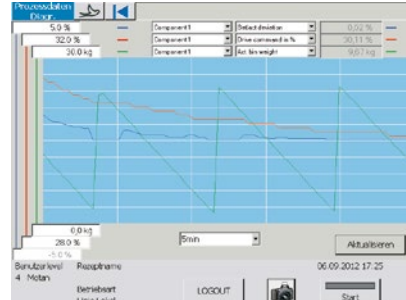 Prozessdaten
Diagr.
5.0 % Component1 Setlact deviation 0,02 %
32.0 % Component1 Drive command in % 30,11 %
30.0 kg Component1 Act. bin weight 9,67 kg
0,0 kg
28.0 %
-5.0 %
5min
Aktualisieren
Benutzerlevel Rezeptname 06.09.2012 17:25
4 Motan
Betriebsart LOGOUT
Start